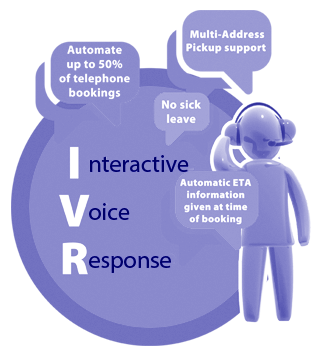 Automate
up to 50%
of telephone
bookings
Multi-Address
Pickup support
No sick
leave
Interactive
Voice
Response
Automatic ETA
information
given at time
of booking